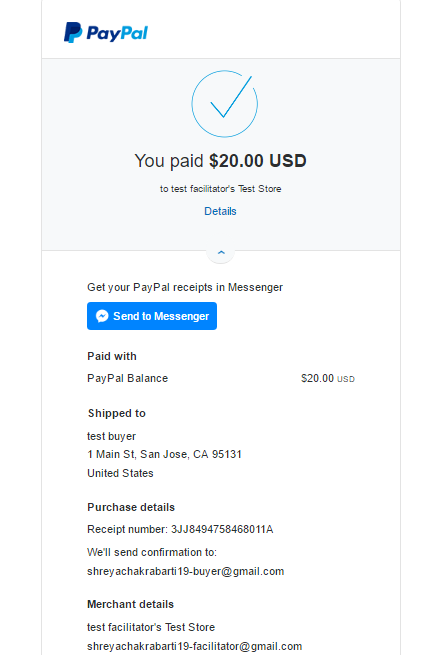 PayPal
You paid $20.00 USD
to test facilitator's Test Store
Details
Get your PayPal receipts in Messenger
Send to Messenger
Paid with
PayPal Balance $20.00 USD
Shipped to
test buyer
1 Main St, San Jose, CA 95131
United States
Purchase details
Receipt number: 3JJ8494758468011A
We'll send confirmation to:
shreyachakrabarti19-buyer@gmail.com
Merchant details
test facilitator's Test Store
shreyachakrabarti19-facilitator@gmail.com